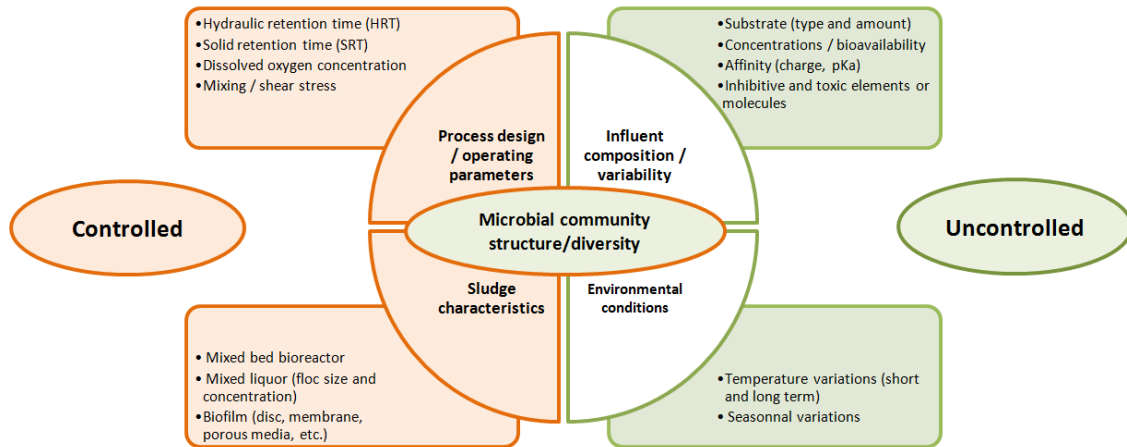 •Hydraulic retention time (HRT)
•Solid retention time (SRT)
•Dissolved oxygen concentration
•Mixing / shear stress
•Substrate (type and amount)
•Concentrations / bioavailability
•Affinity (charge, pKa)
•Inhibitive and toxic elements or
molecules
Process design
/ operating
parameters
Influent
composition /
variability
Controlled
Microbial community
structure/diversity
Uncontrolled
Sludge
characteristics
Environmental
conditions
• Mixed bed bioreactor
• Mixed liquor (floc size and
concentration)
•Biofilm (disc, membrane,
porous media, etc.)
•Temperature variations (short
and long term)
• Seasonnal variations